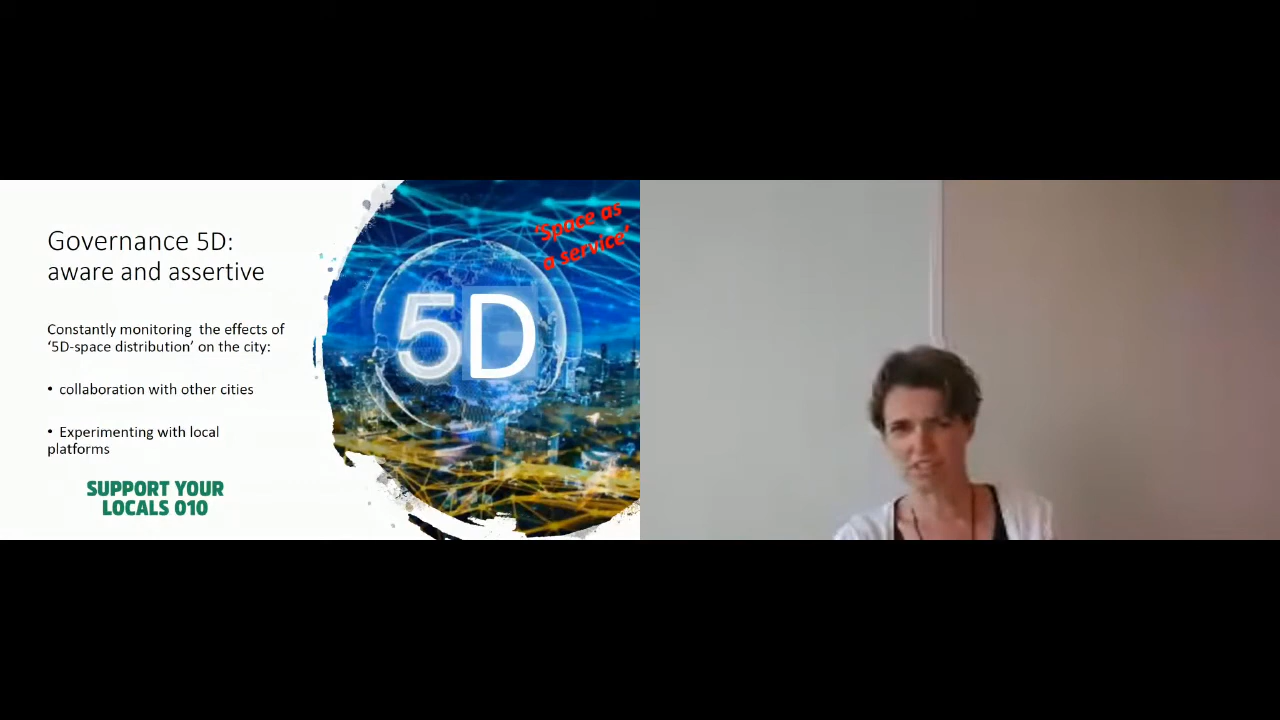 Governance 5D:
aware and assertive
Constantly monitoring the effects of
‘5D-space distribution’ on the city:
• collaboration with other cities
• Experimenting with local
platforms
SUPPORT YOUR
LOCALS 010
‘Space as
a service’
5D